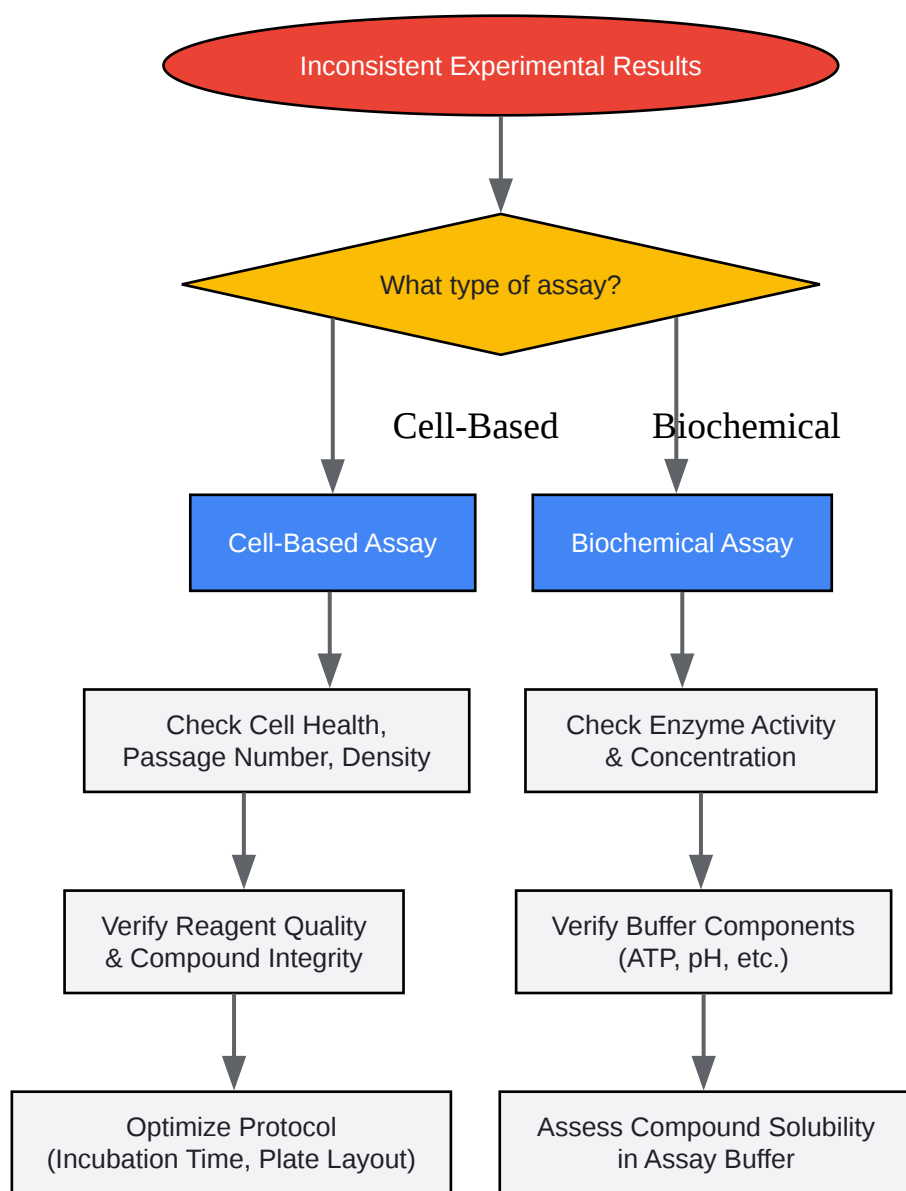 Inconsistent Experimental Results
What type of assay?
Cell-Based
Biochemical
Cell-Based Assay
Biochemical Assay
Check Cell Health,
Passage Number, Density
Check Enzyme Activity
& Concentration
Verify Reagent Quality
& Compound Integrity
Verify Buffer Components
(ATP, pH, etc.)
Optimize Protocol
(Incubation Time, Plate Layout)
Assess Compound Solubility
in Assay Buffer